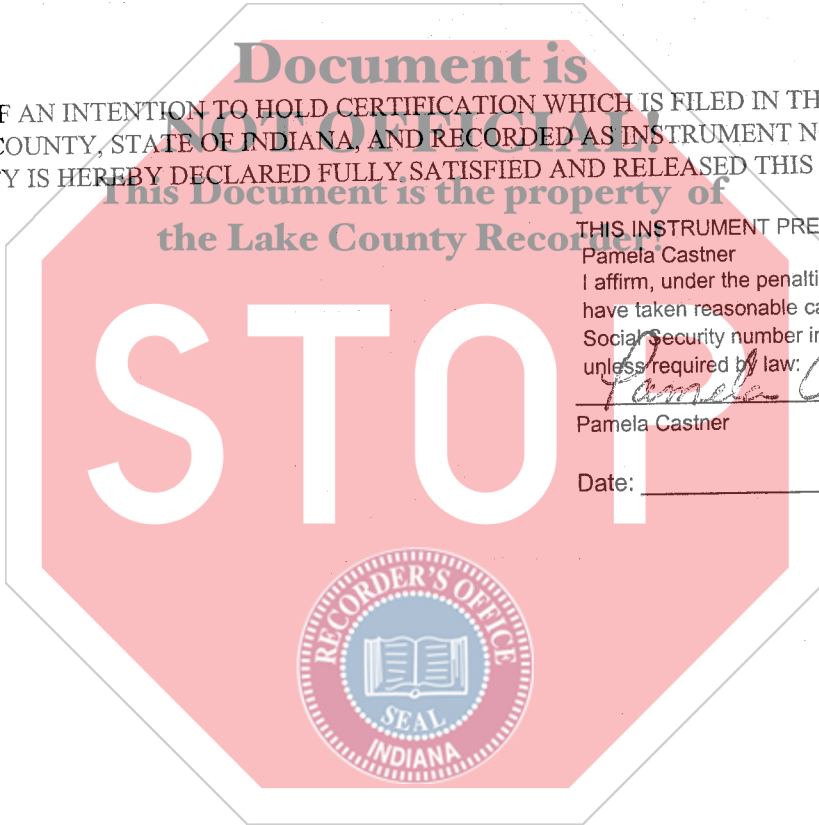 Document is
NOT OFFICIAL!
This Document is the property of
the Lake County Recorder!
F AN INTENTION TO HOLD CERTIFICATION WHICH IS FILED IN TH
COUNTY, STATE OF INDIANA, AND RECORDED AS INSTRUMENT N
Y IS HEREBY DECLARED FULLY SATISFIED AND RELEASED THIS
THIS INSTRUMENT PRE
Pamela Castner
I affirm, under the penalti
have taken reasonable ca
Social Security number in
unless required by law:
Pamela C
Pamela Castner
Date:
STOP
RECORDER'S OFFICE
SEAL
INDIANA